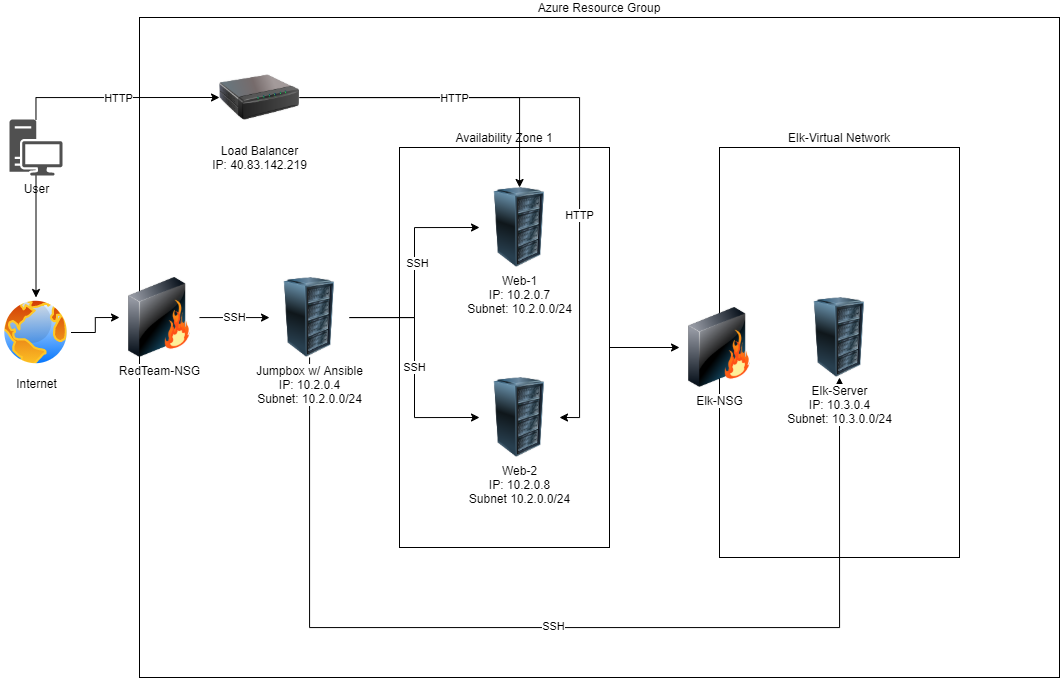 Azure Resource Group
HTTP
HTTP
Load Balancer
IP: 40.83.142.219
User
Availability Zone 1
Elk-Virtual Network
HTTP
SSH
Web-1
IP: 10.2.0.7
Subnet: 10.2.0.0/24
SSH
Internet
RedTeam-NSG
Jumpbox w/ Ansible
IP: 10.2.0.4
Subnet: 10.2.0.0/24
SSH
Web-2
IP: 10.2.0.8
Subnet 10.2.0.0/24
Elk-NSG
Elk-Server
IP: 10.3.0.4
Subnet: 10.3.0.0/24
SSH